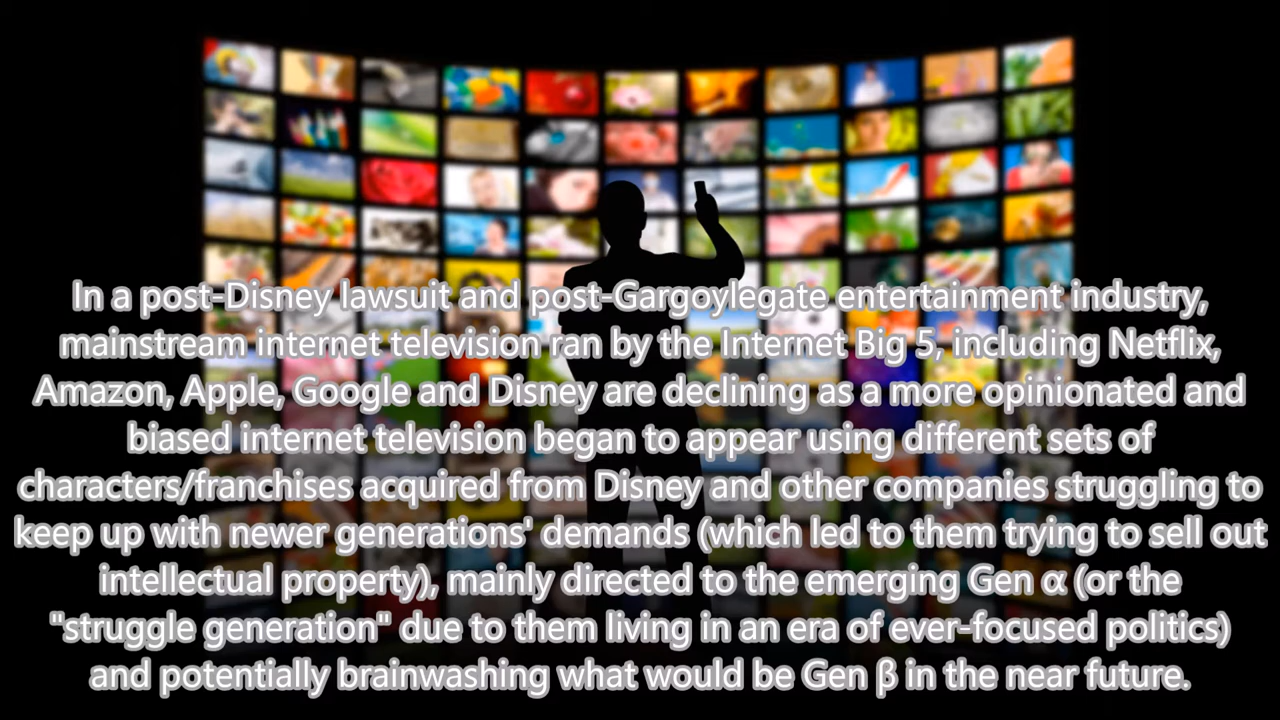 In a post-Disney lawsuit and post-Gargoylegate entertainment industry,
mainstream internet television ran by the Internet Big 5, including Netflix,
Amazon, Apple, Google and Disney are declining as a more opinionated and
biased internet television began to appear using different sets of
characters/franchises acquired from Disney and other companies struggling to
keep up with newer generations' demands (which led to them trying to sell out
intellectual property), mainly directed to the emerging Gen α (or the
"struggle generation" due to them living in an era of ever-focused politics)
and potentially brainwashing what would be Gen β in the near future.